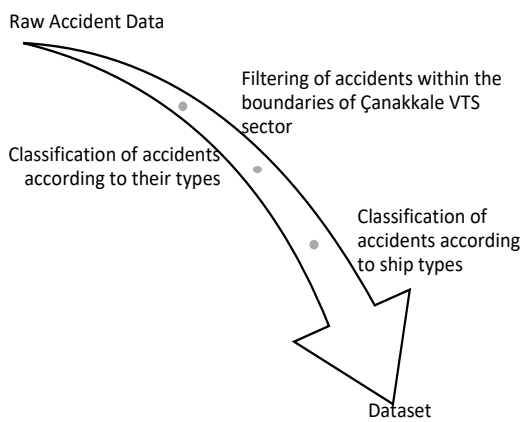 Raw Accident Data
Filtering of accidents within the
boundaries of Çanakkale VTS
sector
Classification of accidents
according to their types
Classification of
accidents according
to ship types
Dataset